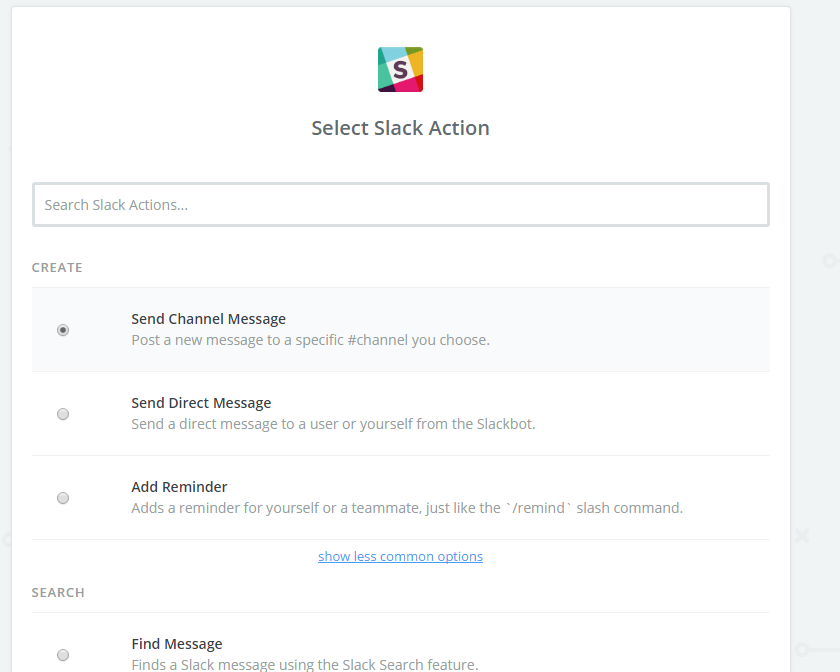 S
Select Slack Action
Search Slack Actions...
CREATE
Send Channel Message
Post a new message to a specific #channel you choose.
Send Direct Message
Send a direct message to a user or yourself from the Slackbot.
Add Reminder
Adds a reminder for yourself or a teammate, just like the `/remind` slash command.
show less common options
SEARCH
Find Message
Finds a Slack message using the Slack Search feature.